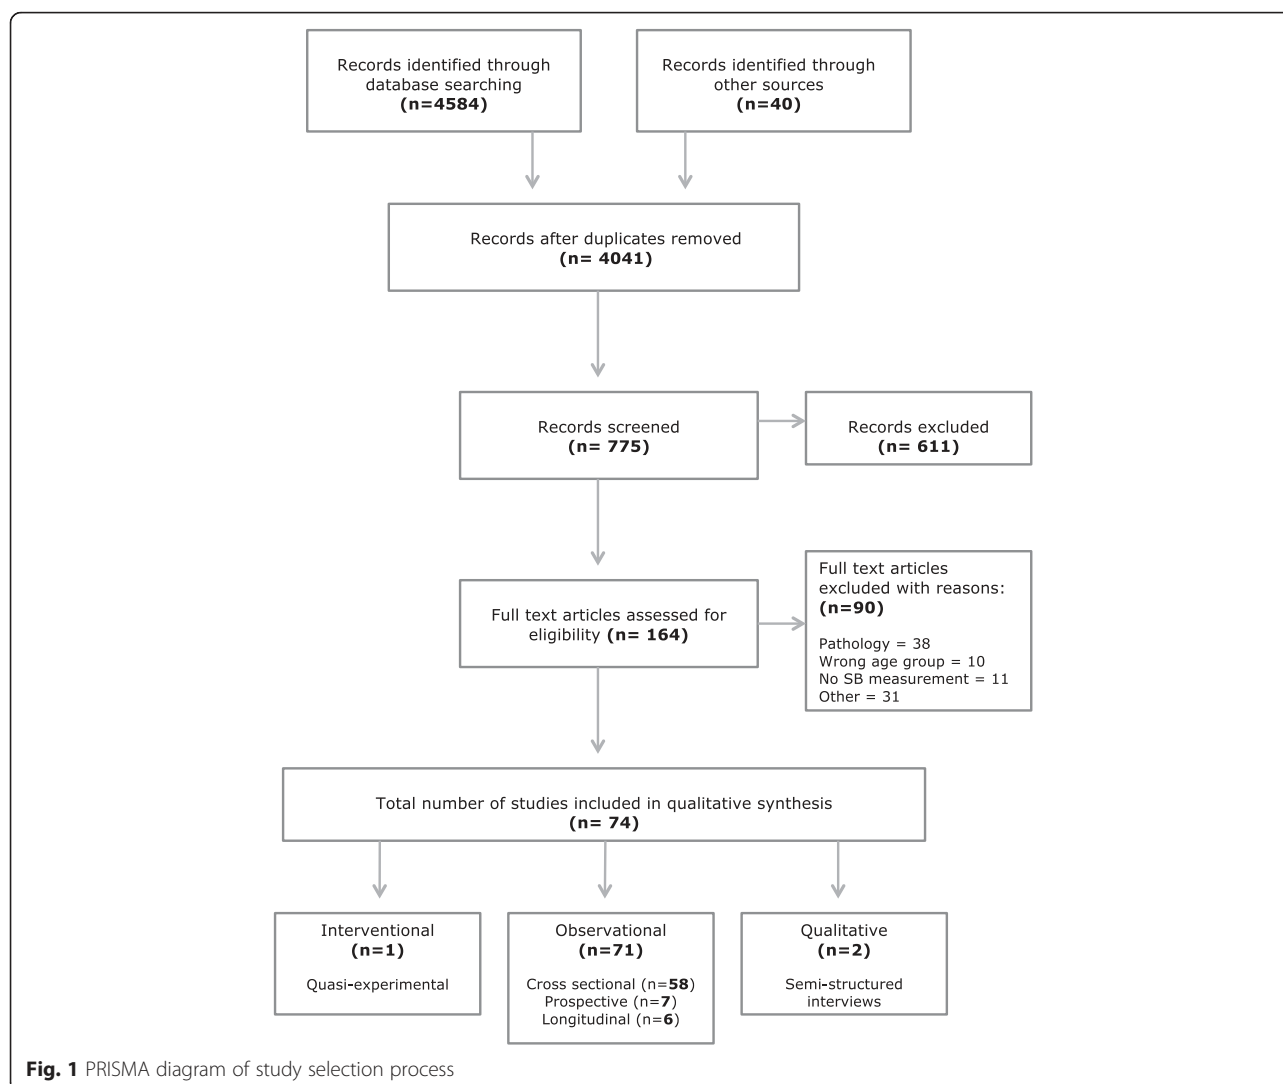 Records identified through
database searching
(n=4584)
Records identified through
other sources
(n=40)
Records after duplicates removed
(n= 4041)
Records screened
(n= 775)
Records excluded
(n= 611)
Full text articles assessed for
eligibility (n= 164)
Full text articles
excluded with reasons:
(n=90)
Pathology = 38
Wrong age group = 10
No SB measurement = 11
Other = 31
Total number of studies included in qualitative synthesis
(n= 74)
Interventional
(n=1)
Quasi-experimental
Observational
(n=71)
Cross sectional (n=58)
Prospective (n=7)
Longitudinal (n=6)
Qualitative
(n=2)
Semi-structured
interviews
Fig. 1 PRISMA diagram of study selection process